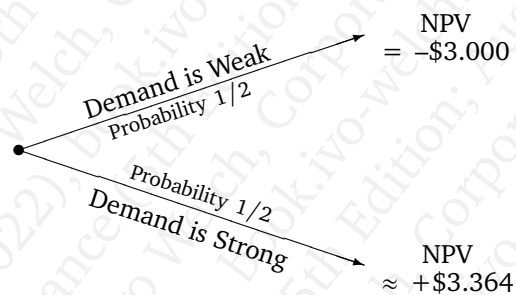 NPV
= –$3.000
Demand is Weak
Probability 1/2
Probability 1/2
Demand is Strong
NPV
≈ +$3.364